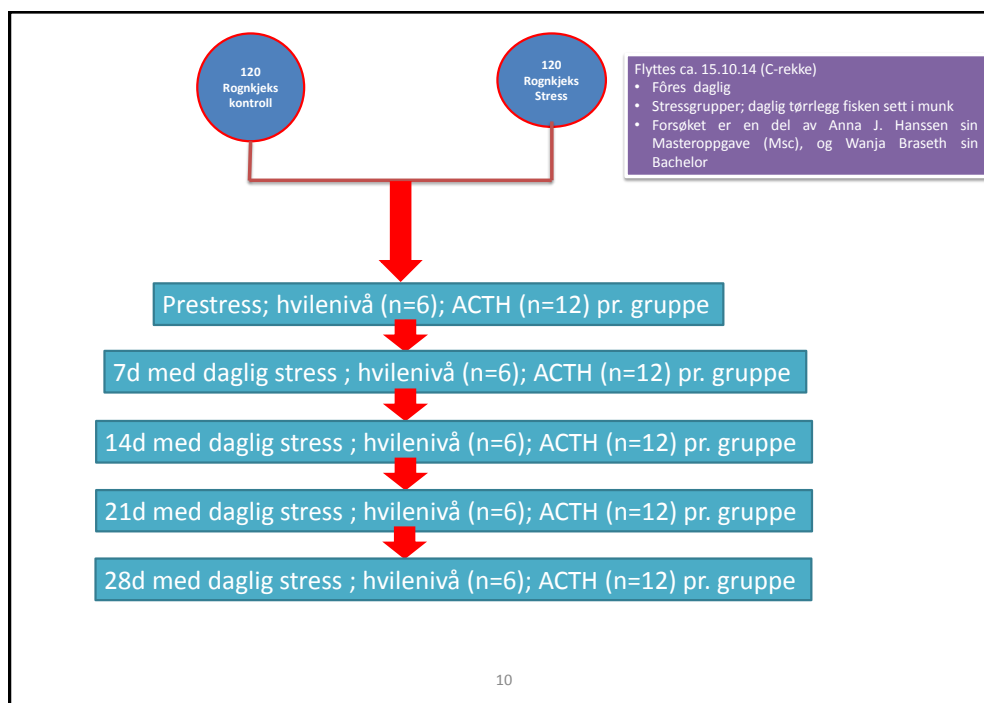 120
Rognkjeks
kontroll
120
Rognkjeks
Stress
Flyttes ca. 15.10.14 (C-rekke)
• Fôres daglig
• Stressgrupper; daglig tørrlegg fisken sett i munk
• Forsøket er en del av Anna J. Hanssen sin
Masteroppgave (Msc), og Wanja Braseth sin
Bachelor
Prestress; hvilenivå (n=6); ACTH (n=12) pr. gruppe
7d med daglig stress ; hvilenivå (n=6); ACTH (n=12) pr. gruppe
14d med daglig stress ; hvilenivå (n=6); ACTH (n=12) pr. gruppe
21d med daglig stress ; hvilenivå (n=6); ACTH (n=12) pr. gruppe
28d med daglig stress ; hvilenivå (n=6); ACTH (n=12) pr. gruppe
10